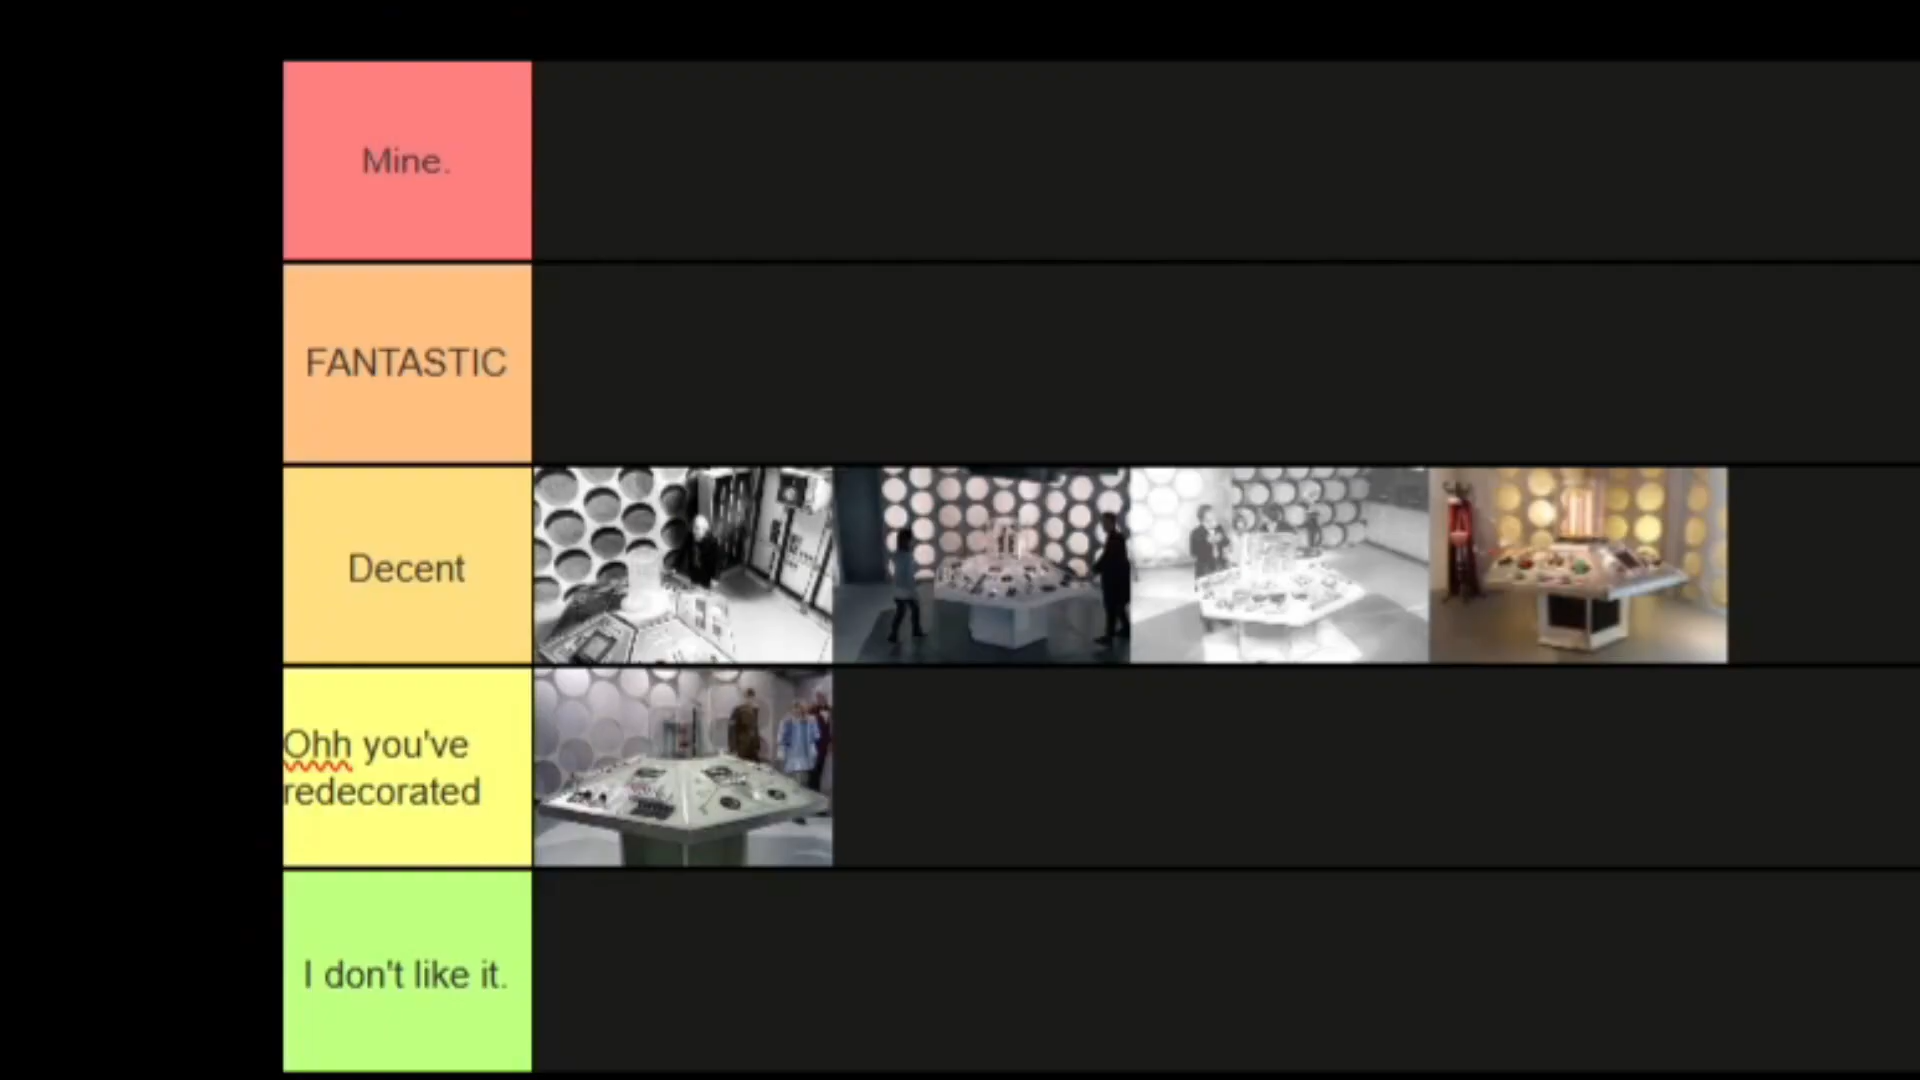 Mine.
FANTASTIC
Decent
Ohh you've
redecorated
I don't like it.